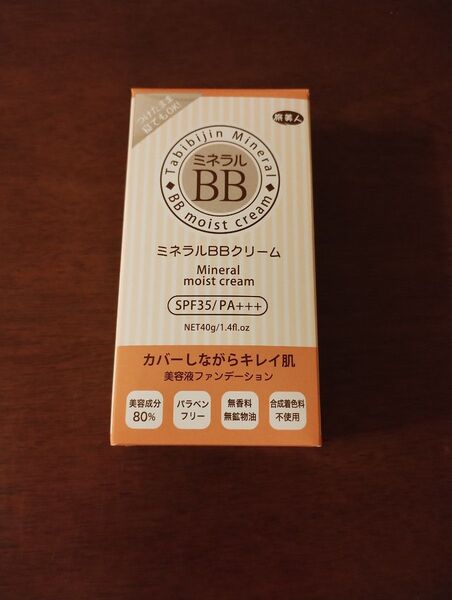 つけたまま
寝てもOK!
旅美人
Tabibijin Mineral
ミネラル
BB
BB moist cream
ミネラルBBクリーム
Mineral
moist cream
SPF35/PA+++
NET40g/1.4fl.oz
カバーしながらキレイ肌
美容液ファンデーション
美容成分
80%
パラベン
フリー
無香料
無鉱物油
合成着色料
不使用